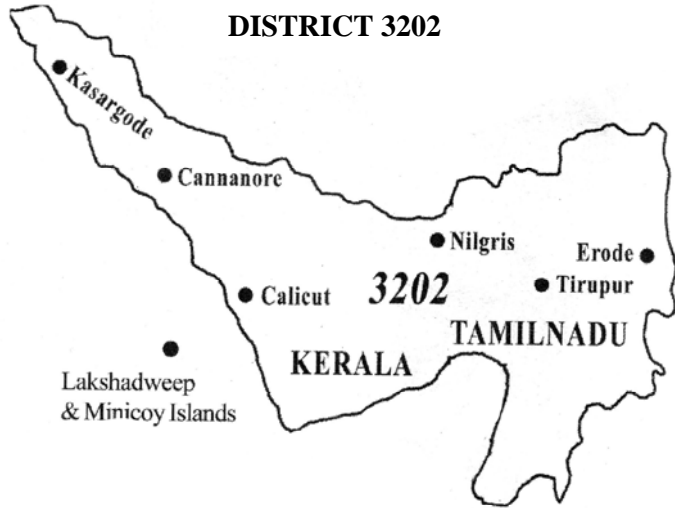 DISTRICT 3202
Kasargode
Cannanore
Nilgris
Erode
Calicut
3202
Tirupur
TAMILNADU
KERALA
Lakshadweep
& Minicoy Islands